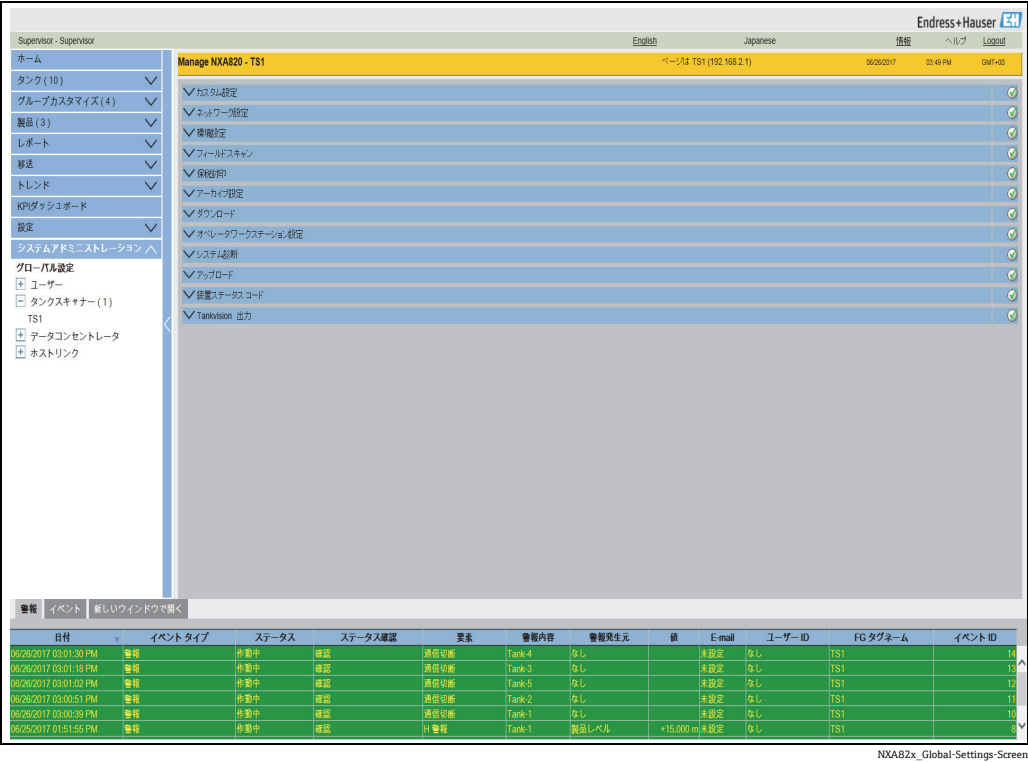 Endress+Hauser EH
Supervisor - Supervisor English Japanese 情報 ヘルプ Logout
Manage NXA820 - TS1 ページは TS1 (192.168.2.1) 06/26/2017 03:49 PM GMT+00
ホーム
タンク (10)
グループカスタマイズ (4)
製品 (3)
レポート
移送
トレンド
KPIダッシュボード
設定
システムアドミニストレーション
グローバル設定
ユーザー
タンクスキャナー (1)
TS1
データコンセントレータ
ホストリンク
カスタム設定
ネットワーク設定
環境設定
フィールドスキャン
保税封印
アーカイブ設定
ダウンロード
オペレータワークステーション設定
システム診断
アップロード
装置ステータス コード
Tankvision 出力
警報 イベント 新しいウインドウで開く
日付 イベント タイプ ステータス ステータス確認 要素 警報内容 警報発生元 値 E-mail ユーザー ID FG タグネーム イベント ID
06/26/2017 03:01:30 PM 警報 作動中 確認 通信切断 Tank-4 なし 未設定 なし TS1 14
06/26/2017 03:01:18 PM 警報 作動中 確認 通信切断 Tank-3 なし 未設定 なし TS1 13
06/26/2017 03:01:02 PM 警報 作動中 確認 通信切断 Tank-5 なし 未設定 なし TS1 12
06/26/2017 03:00:51 PM 警報 作動中 確認 通信切断 Tank-2 なし 未設定 なし TS1 11
06/26/2017 03:00:39 PM 警報 作動中 確認 通信切断 Tank-1 なし 未設定 なし TS1 10
06/25/2017 01:51:55 PM 警報 作動中 確認 H 警報 Tank-1 製品レベル +15.000 m 未設定 なし TS1 8
NXA82x_Global-Settings-Screen